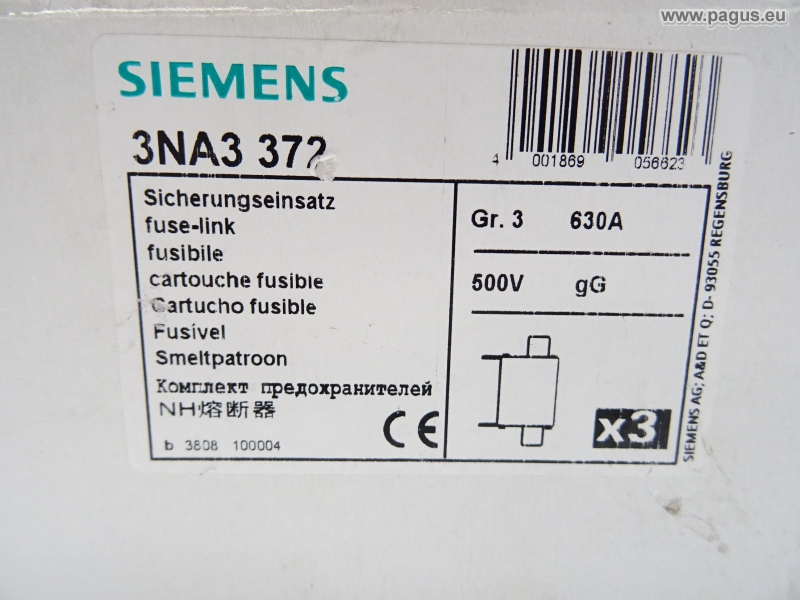 www.pagus.eu
SIEMENS
3NA3 372
4 001869 056623
Sicherungseinsatz
fuse-link
fusibile
cartouche fusible
Cartucho fusible
Fusivel
Smeltpatroon
Комплект предохранителей
NH熔断器
b 3808 100004
CE
Gr. 3 630A
500V gG
x3
SIEMENS AG; A&D ET Q; D- 93055 REGENSBURG